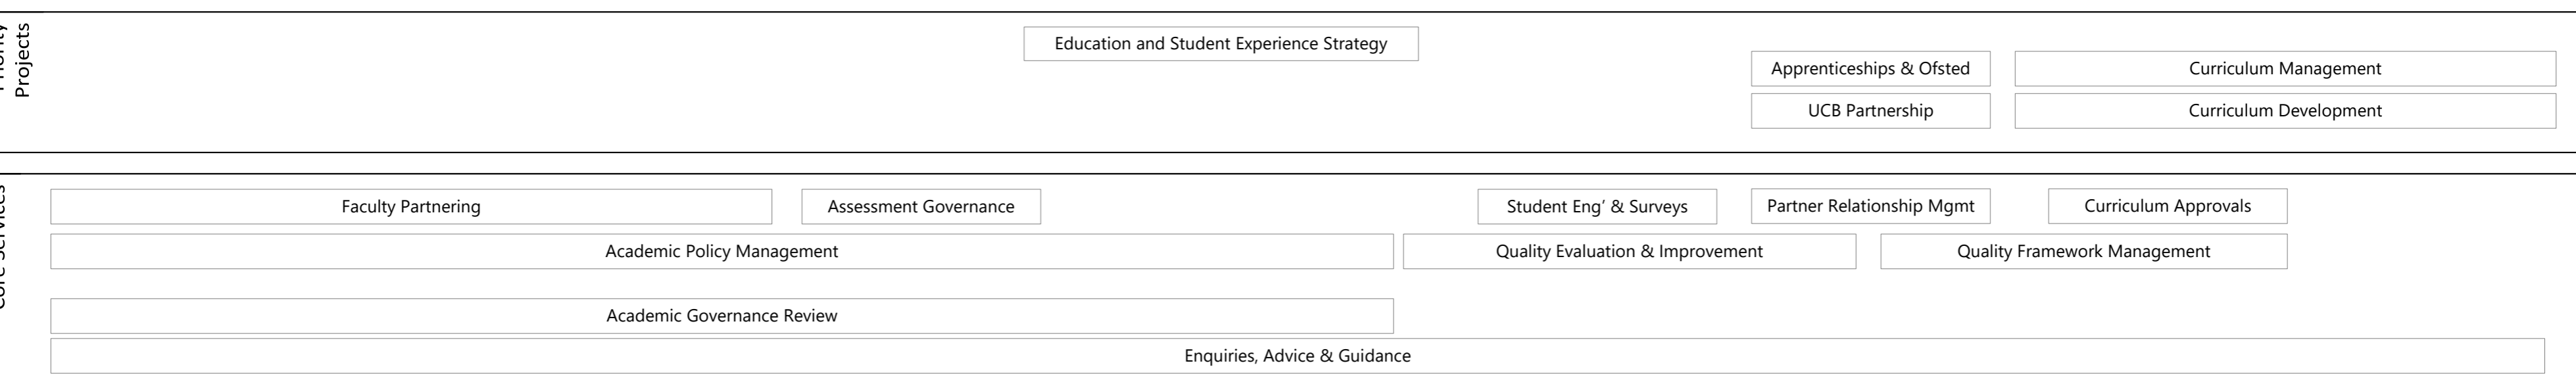 Projects
Education and Student Experience Strategy
Apprenticeships & Ofsted
Curriculum Management
UCB Partnership
Curriculum Development
Faculty Partnering
Assessment Governance
Student Eng’ & Surveys
Partner Relationship Mgmt
Curriculum Approvals
Academic Policy Management
Quality Evaluation & Improvement
Quality Framework Management
Academic Governance Review
Enquiries, Advice & Guidance